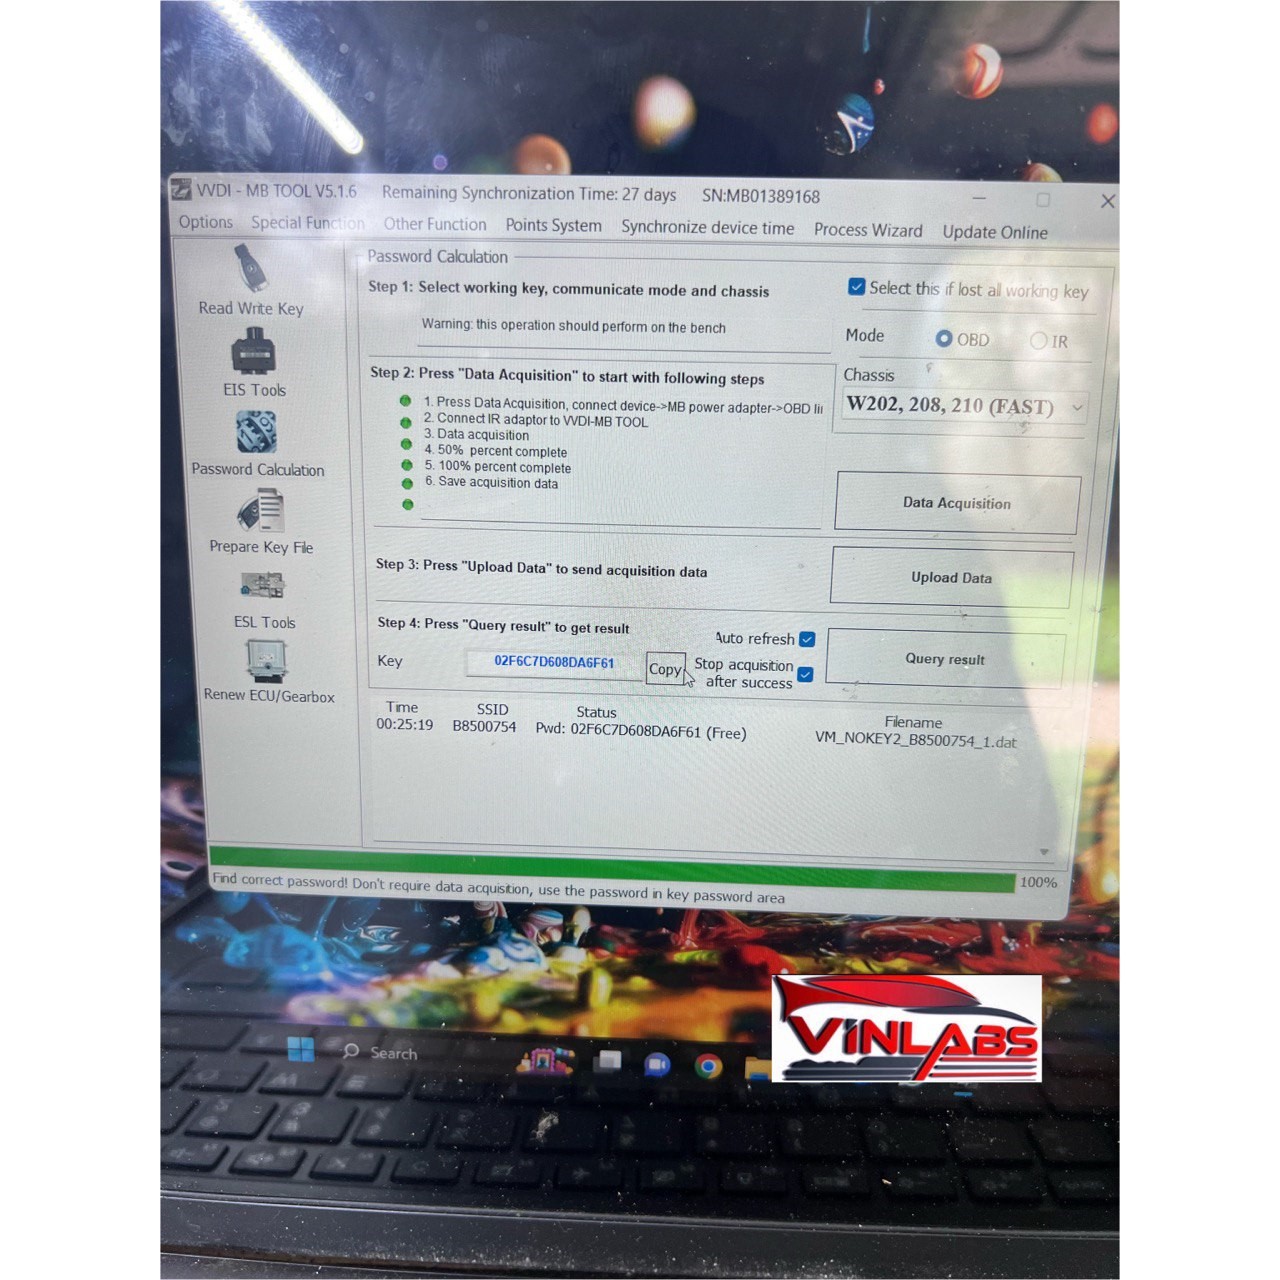 VVDI - MB TOOL V5.1.6 Remaining Synchronization Time: 27 days SN:MB01389168
Options Special Function Other Function Points System Synchronize device time Process Wizard Update Online
Read Write Key
EIS Tools
Password Calculation
Prepare Key File
ESL Tools
Renew ECU/Gearbox
Password Calculation
Step 1: Select working key, communicate mode and chassis
Select this if lost all working key
Warning: this operation should perform on the bench
Mode OBD IR
Chassis
W202, 208, 210 (FAST)
Step 2: Press "Data Acquisition" to start with following steps
1. Press Data Acquisition, connect device->MB power adapter->OBD li
2. Connect IR adaptor to VVDI-MB TOOL
3. Data acquisition
4. 50% percent complete
5. 100% percent complete
6. Save acquisition data
Data Acquisition
Step 3: Press "Upload Data" to send acquisition data
Upload Data
Step 4: Press "Query result" to get result
Auto refresh
Key 02F6C7D608DA6F61 Copy
Stop acquisition
after success
Query result
Time SSID Status Filename
00:25:19 B8500754 Pwd: 02F6C7D608DA6F61 (Free) VM_NOKEY2_B8500754_1.dat
100%
Find correct password! Don't require data acquisition, use the password in key password area
Search
VINLABS